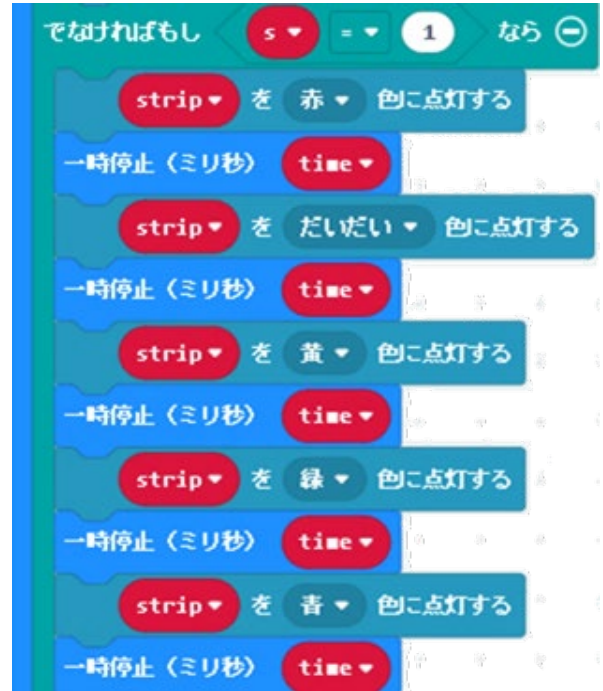 でなければもし s = 1 なら
strip を 赤 色に点灯する
一時停止（ミリ秒） time
strip を だいだい 色に点灯する
一時停止（ミリ秒） time
strip を 黄 色に点灯する
一時停止（ミリ秒） time
strip を 緑 色に点灯する
一時停止（ミリ秒） time
strip を 青 色に点灯する
一時停止（ミリ秒） time